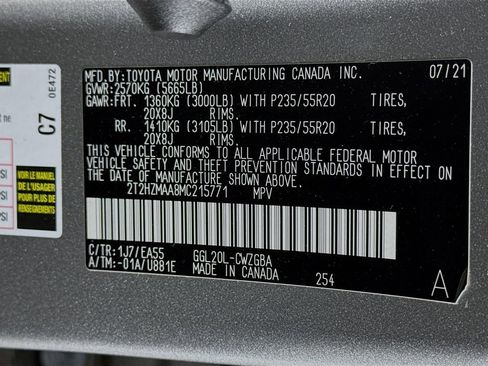 MFD.BY: TOYOTA MOTOR MANUFACTURING CANADA INC. 07/21
GVWR: 2570KG (5665LB)
GAWR:FRT. 1360KG (3000LB) WITH P235/55R20 TIRES,
20X8J RIMS.
RR. 1410KG (3105LB) WITH P235/55R20 TIRES,
20X8J RIMS.
THIS VEHICLE CONFORMS TO ALL APPLICABLE FEDERAL MOTOR
VEHICLE SAFETY AND THEFT PREVENTION STANDARDS IN EFFECT ON
THE DATE OF MANUFACTURE SHOWN ABOVE.
2T2HZMAA8MC215771 MPV
C/TR: 1J7/EA55 GGL20L-CWZGBA
A/TM: -01A/U881E MADE IN CANADA 254
A
C7
0E472
ne
VOIR LE MANUEL
DE L'USAGER
POUR PLUS DE
RENSEIGNEMENTS